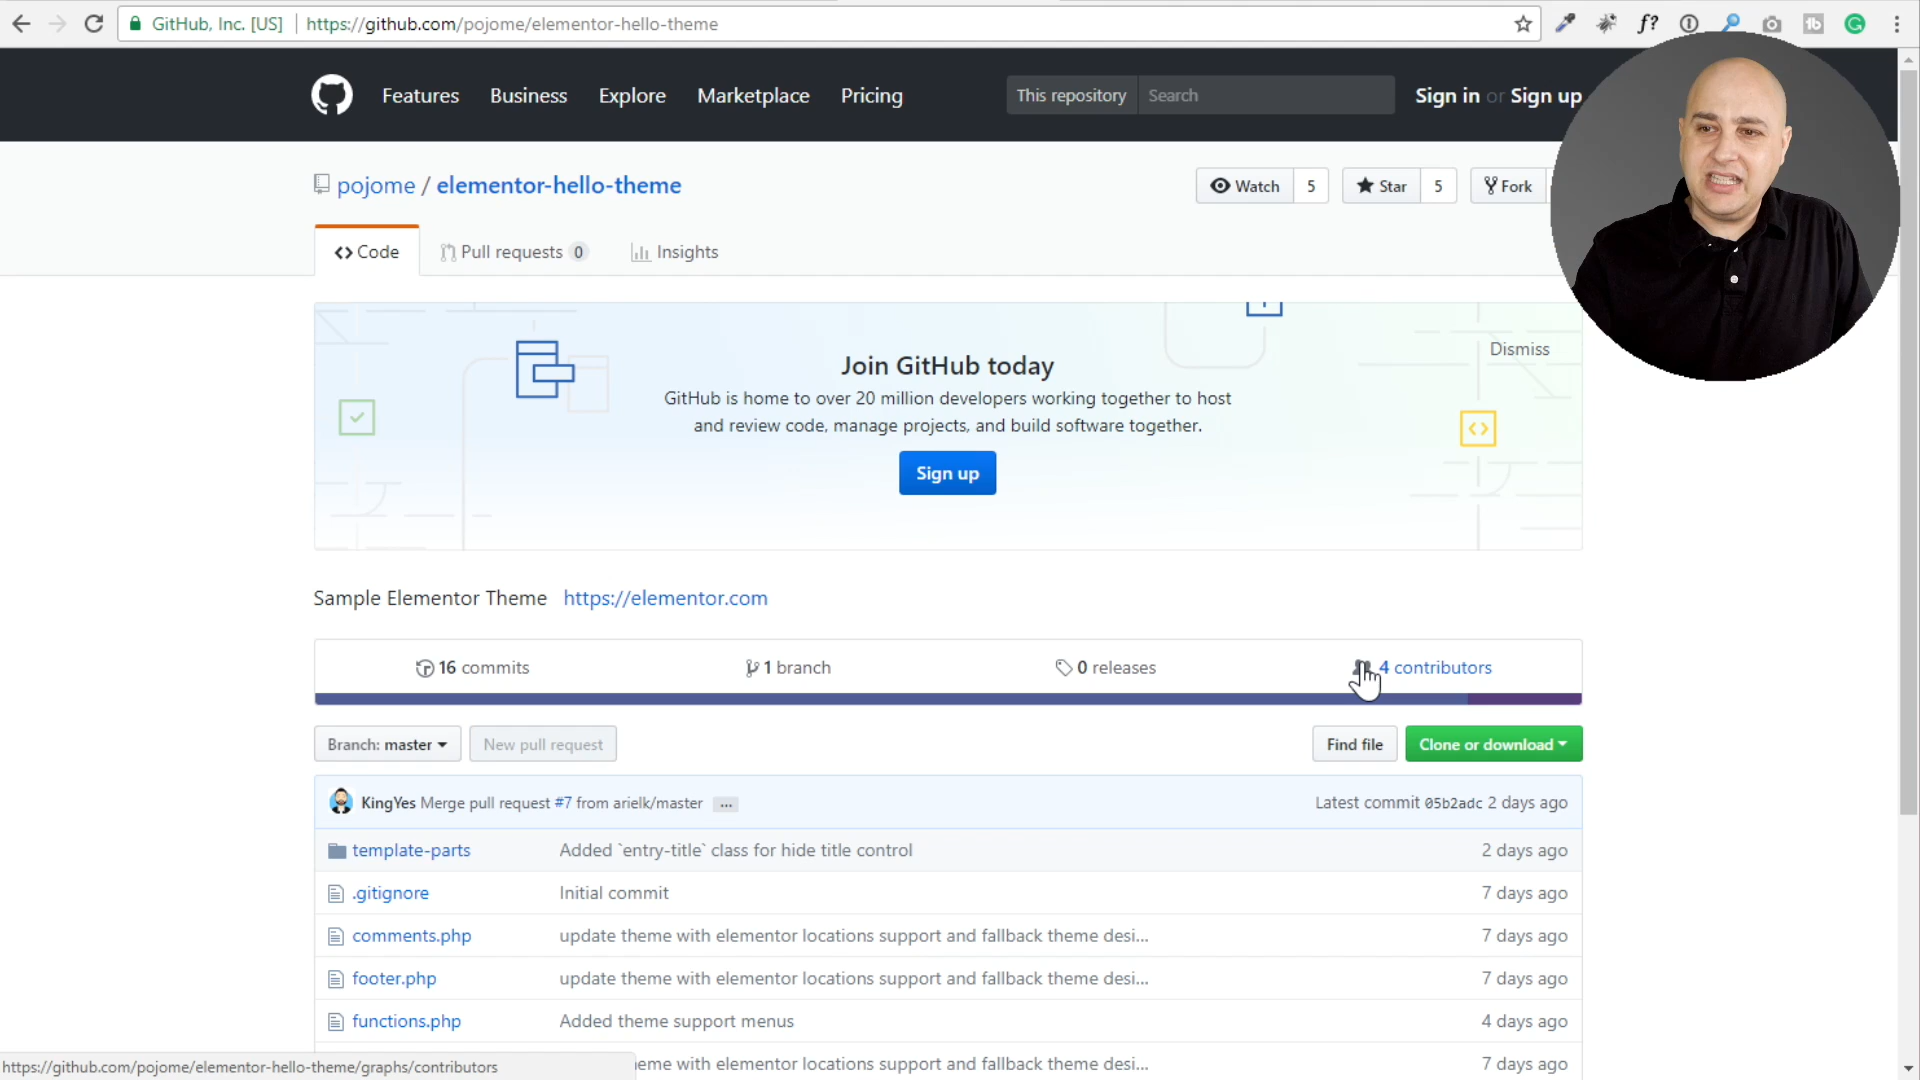 GitHub, Inc. [US] https://github.com/pojome/elementor-hello-theme
f?
Features Business Explore Marketplace Pricing This repository Search Sign in or Sign up
pojome / elementor-hello-theme Watch 5 Star 5 Fork
Code Pull requests 0 Insights
Join GitHub today
Dismiss
GitHub is home to over 20 million developers working together to host
and review code, manage projects, and build software together.
Sign up
Sample Elementor Theme https://elementor.com
16 commits 1 branch 0 releases 4 contributors
Branch: master New pull request Find file Clone or download
KingYes Merge pull request #7 from arielk/master ... Latest commit 05b2adc 2 days ago
template-parts Added `entry-title` class for hide title control 2 days ago
.gitignore Initial commit 7 days ago
comments.php update theme with elementor locations support and fallback theme desi... 7 days ago
footer.php update theme with elementor locations support and fallback theme desi... 7 days ago
functions.php Added theme support menus 4 days ago
https://github.com/pojome/elementor-hello-theme/graphs/contributors eme with elementor locations support and fallback theme desi... 7 days ago